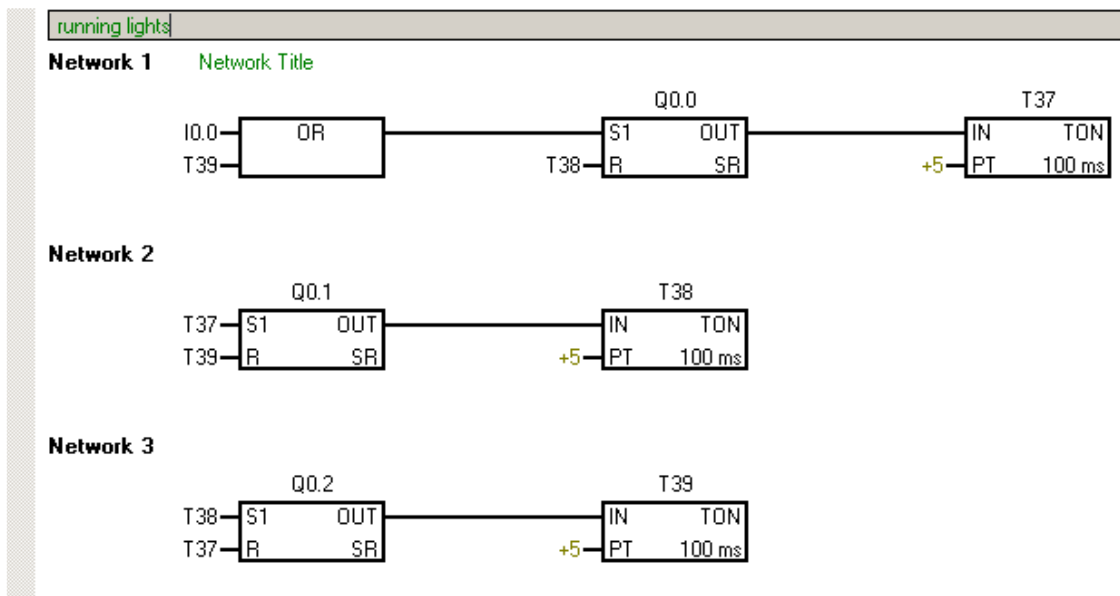 running lights
Network 1 Network Title
Q0.0 T37
I0.0 OR S1 OUT IN TON
T39 T38 R SR +5 PT 100 ms
Network 2
Q0.1 T38
T37 S1 OUT IN TON
T39 R SR +5 PT 100 ms
Network 3
Q0.2 T39
T38 S1 OUT IN TON
T37 R SR +5 PT 100 ms